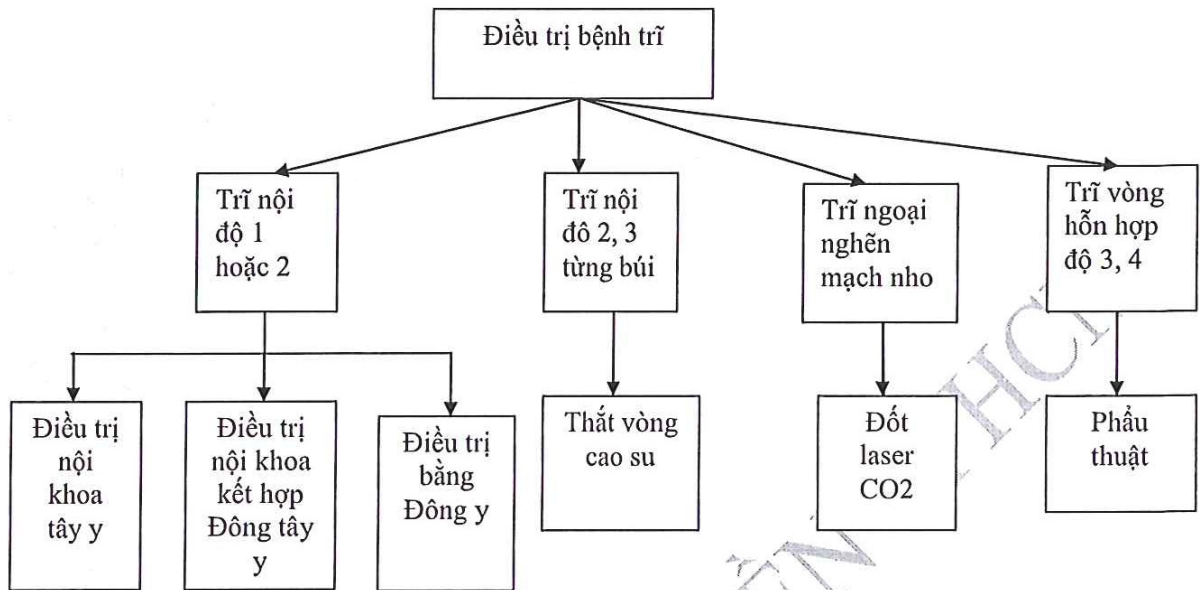 Điều trị bệnh trĩ
Trĩ nội
độ 1
hoặc 2
Trĩ nội
đô 2, 3
từng búi
Trĩ ngoại
nghẽn
mạch nho
Trĩ vòng
hỗn hợp
độ 3, 4
Điều trị
nội
khoa
tây y
Điều trị
nội khoa
kết hợp
Đông tây
y
Điều trị
bằng
Đông y
Thắt vòng
cao su
Đốt
laser
CO2
Phẩu
thuật